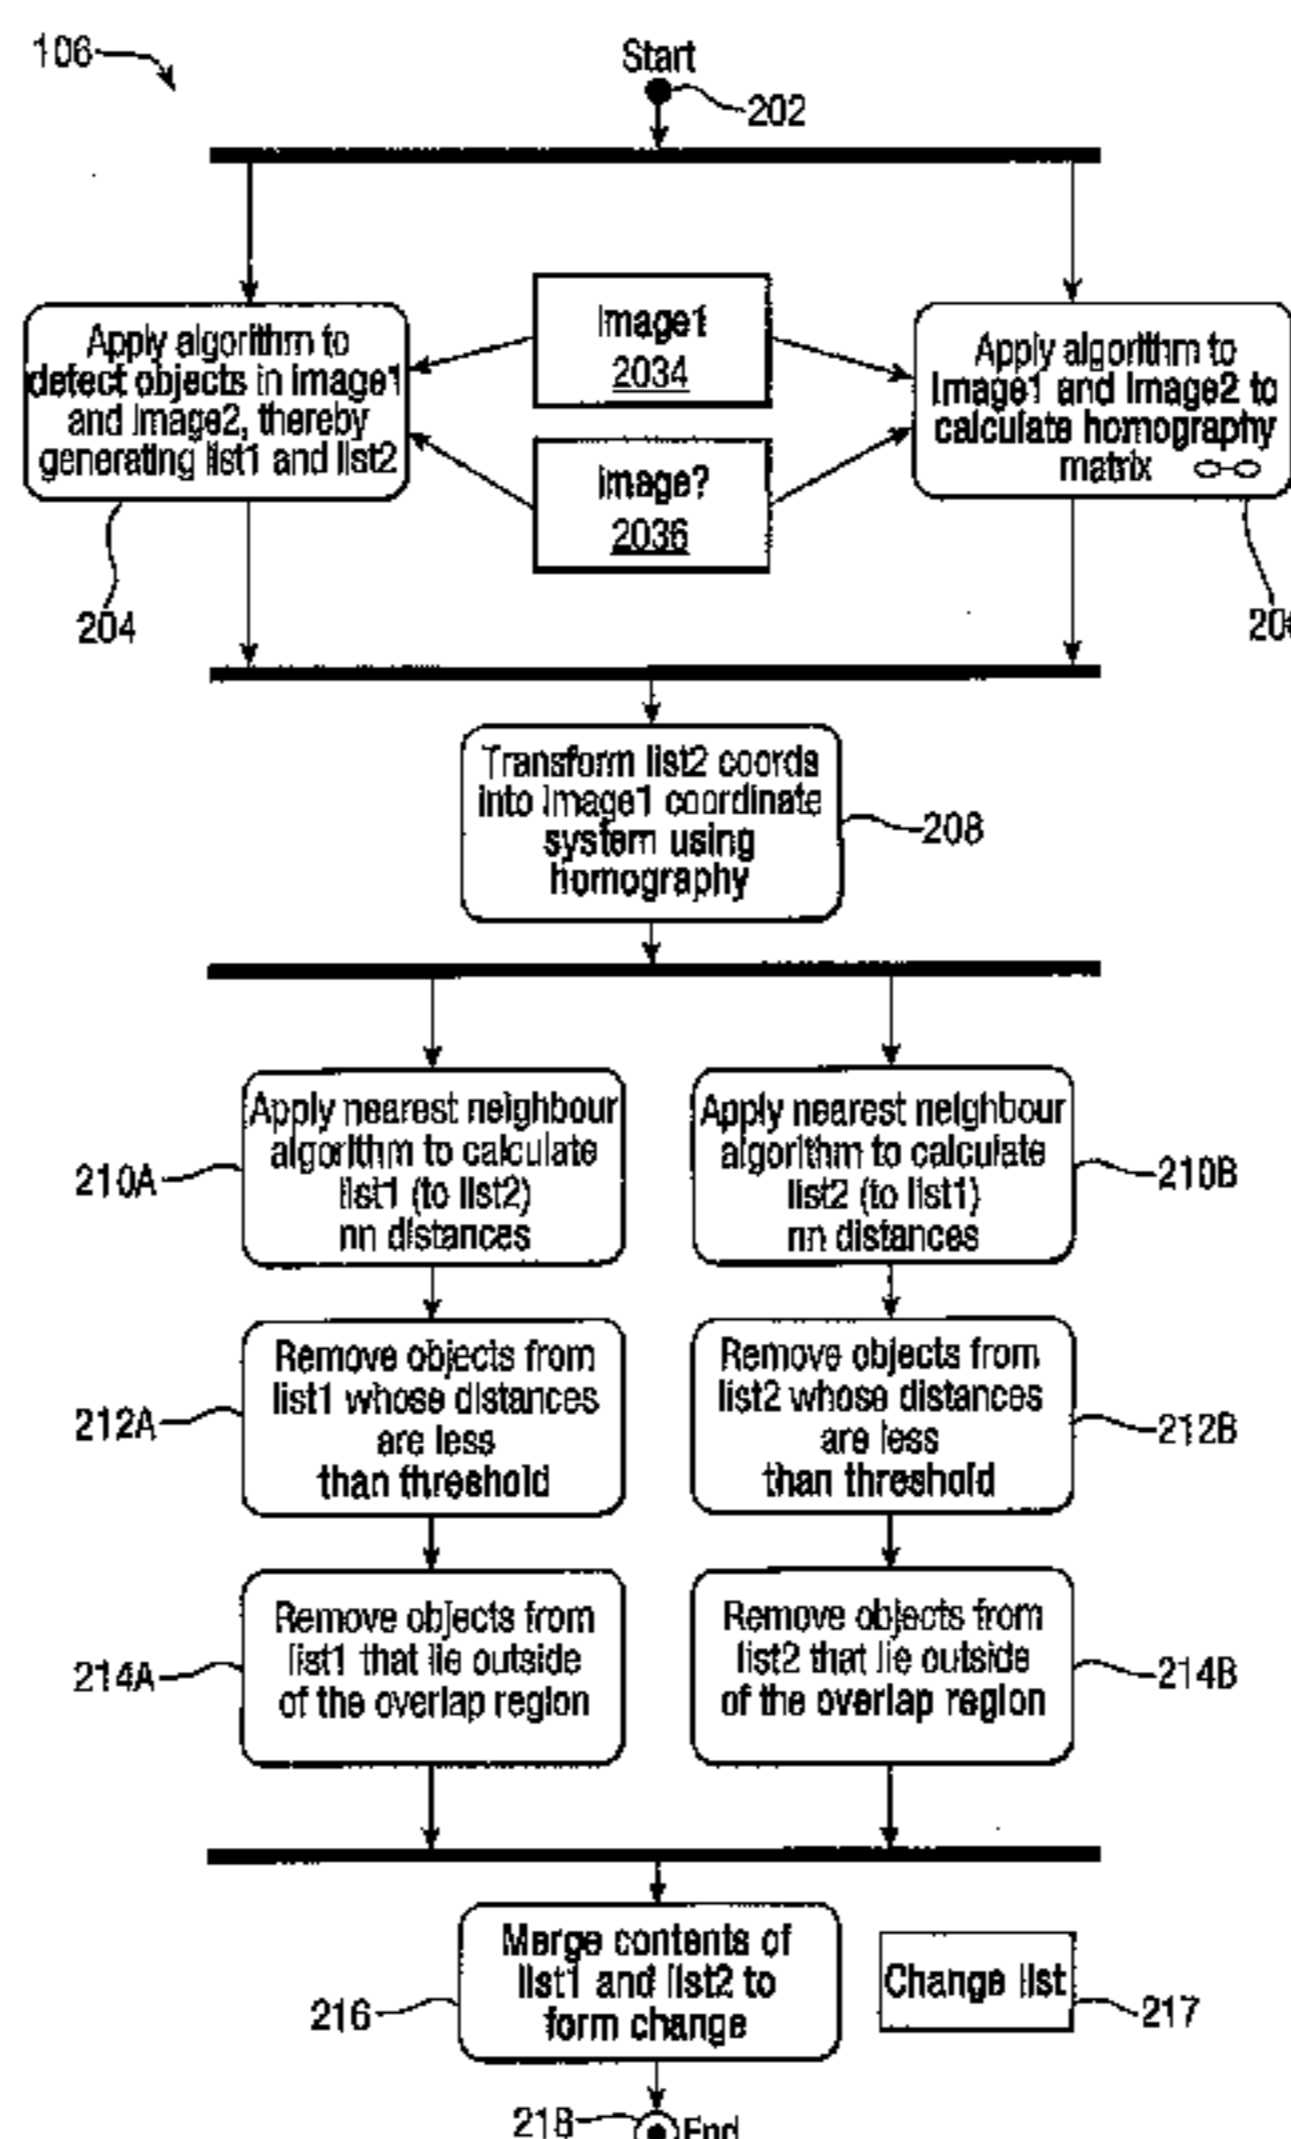 106
Start
202
Apply algorithm to
defect objects in image1
and Image2, thereby
generating list1 and list2
Image1
2034
Image?
2036
Apply algorithm to
Image1 and Image2 to
calculate homography
matrix
204
Transform list2 coords
into Image1 coordinate
system using
homography
208
Apply nearest neighbour
algorithm to calculate
list1 (to list2)
nn distances
210A
Apply nearest neighbour
algorithm to calculate
list2 (to list1)
nn distances
210B
Remove objects from
list1 whose distances
are less
than threshold
212A
Remove objects from
list2 whose distances
are less
than threshold
212B
Remove objects from
list1 that lie outside
of the overlap region
214A
Remove objects from
list2 that lie outside
of the overlap region
214B
Merge contents of
list1 and list2 to
form change
216
Change list
217
218
End